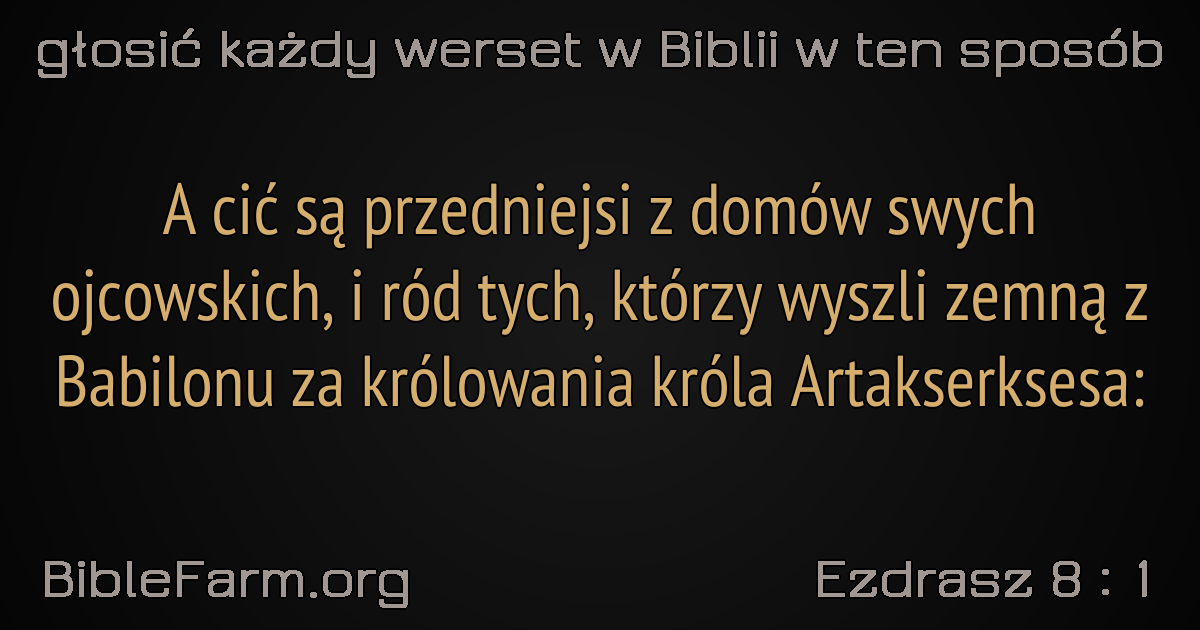 głosić każdy werset w Biblii w ten sposób
A cić są przedniejsi z domów swych
ojcowskich, i ród tych, którzy wyszli zemną z
Babilonu za królowania króla Artakserksesa:
BibleFarm.org
Ezdrasz 8 : 1